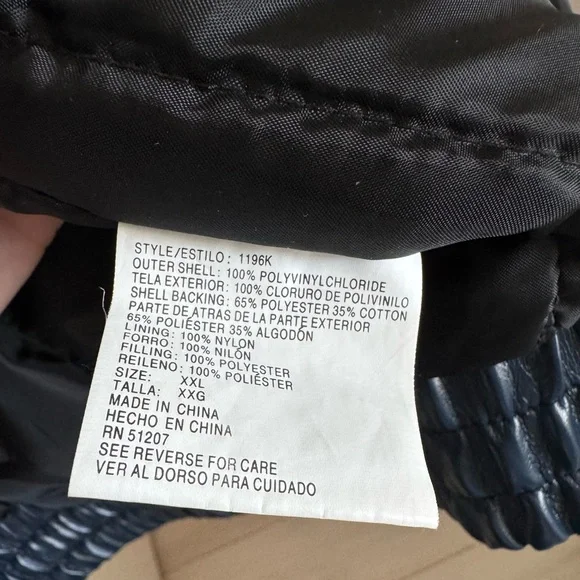 STYLE/ESTILO: 1196K
OUTER SHELL: 100% POLYVINYLCHLORIDE
TELA EXTERIOR: 100% CLORURO DE POLIVINILO
SHELL BACKING: 65% POLYESTER 35% COTTON
PARTE DE ATRAS DE LA PARTE EXTERIOR
65% POLIÉSTER 35% ALGODÓN
LINING: 100% NYLON
FORRO: 100% NILÓN
FILLING: 100% POLYESTER
REILENO: 100% POLIÉSTER
SIZE: XXL
TALLA: XXG
MADE IN CHINA
HECHO EN CHINA
RN 51207
SEE REVERSE FOR CARE
VER AL DORSO PARA CUIDADO